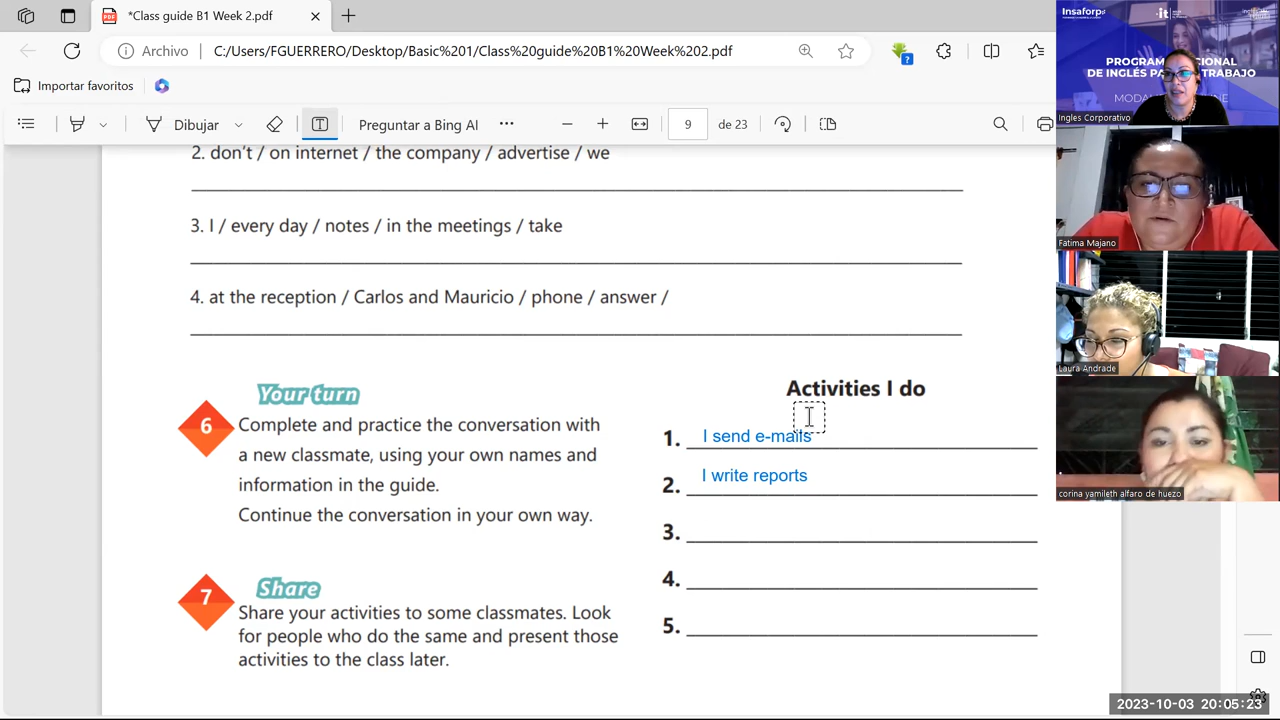 *Class guide B1 Week 2.pdf
Archivo
C:/Users/FGUERRERO/Desktop/Basic%201/Class%20guide%20B1%20Week%202.pdf
Importar favoritos
Dibujar
Preguntar a Bing AI
9
de 23
2. don't / on internet / the company / advertise / we
3. I / every day / notes / in the meetings / take
4. at the reception / Carlos and Mauricio / phone / answer /
6
Your turn
Complete and practice the conversation with
a new classmate, using your own names and
information in the guide.
Continue the conversation in your own way.
7
Share
Share your activities to some classmates. Look
for people who do the same and present those
activities to the class later.
Activities I do
1. I send e-mails
2. I write reports
3.
4.
5.
Insaforp
Ingles Corporativo
Fatima Majano
Laura Andrade
corina yamileth alfaro de huezo
2023-10-03 20:05:23